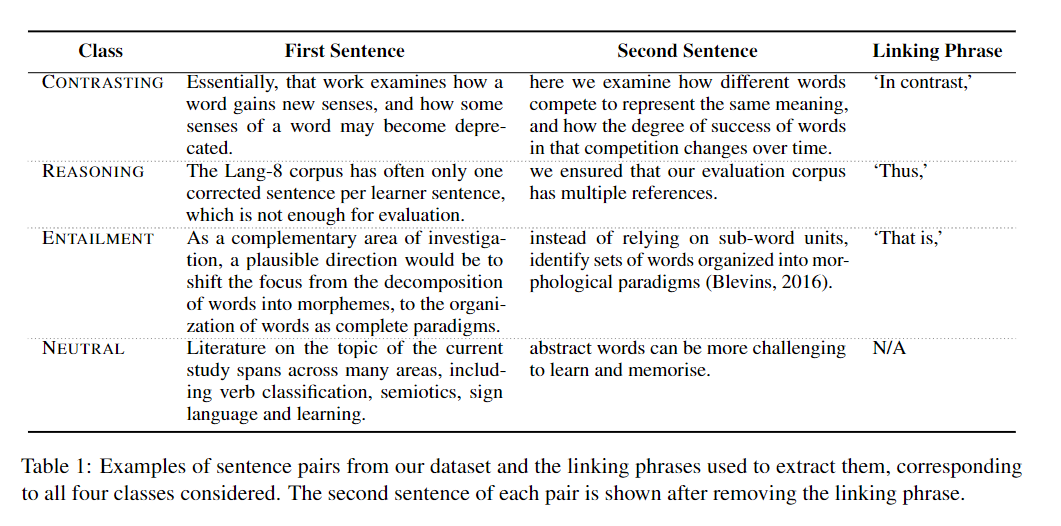 Class First Sentence Second Sentence Linking Phrase
CONTRASTING Essentially, that work examines how a here we examine how different words 'In contrast,'
word gains new senses, and how some compete to represent the same meaning,
senses of a word may become depre- and how the degree of success of words
cated. in that competition changes over time.
REASONING The Lang-8 corpus has often only one we ensured that our evaluation corpus 'Thus,'
corrected sentence per learner sentence, has multiple references.
which is not enough for evaluation.
ENTAILMENT As a complementary area of investiga- instead of relying on sub-word units, 'That is,'
tion, a plausible direction would be to identify sets of words organized into mor-
shift the focus from the decomposition phological paradigms (Blevins, 2016).
of words into morphemes, to the organi-
zation of words as complete paradigms.
NEUTRAL Literature on the topic of the current abstract words can be more challenging N/A
study spans across many areas, includ- to learn and memorise.
ing verb classification, semiotics, sign
language and learning.
Table 1: Examples of sentence pairs from our dataset and the linking phrases used to extract them, corresponding
to all four classes considered. The second sentence of each pair is shown after removing the linking phrase.